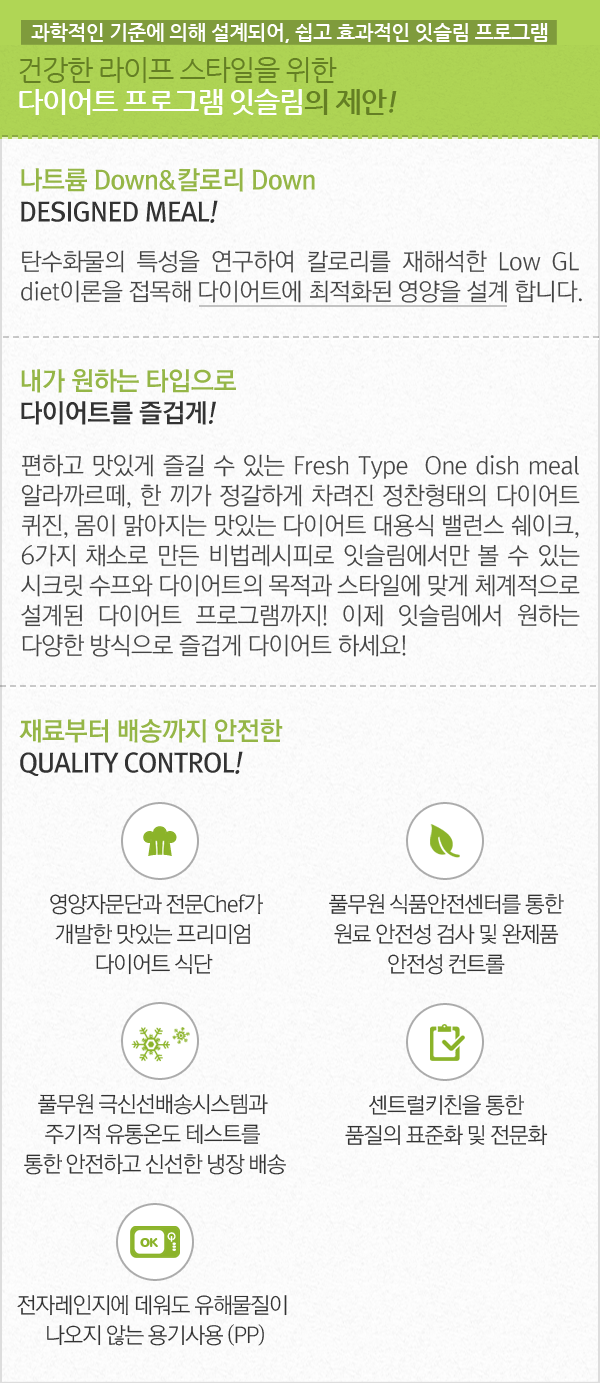 과학적인 기준에 의해 설계되어, 쉽고 효과적인 잇슬림 프로그램
건강한 라이프 스타일을 위한
다이어트 프로그램 잇슬림의 제안!
나트륨 Down&칼로리 Down
DESIGNED MEAL!
탄수화물의 특성을 연구하여 칼로리를 재해석한 Low GL
diet이론을 접목해 다이어트에 최적화된 영양을 설계 합니다.
내가 원하는 타입으로
다이어트를 즐겁게!
편하고 맛있게 즐길 수 있는 Fresh Type One dish meal
알라까르떼, 한 끼가 정갈하게 차려진 정찬형태의 다이어트
퀴진, 몸이 맑아지는 맛있는 다이어트 대용식 밸런스 쉐이크,
6가지 채소로 만든 비법레시피로 잇슬림에서만 볼 수 있는
시크릿 수프와 다이어트의 목적과 스타일에 맞게 체계적으로
설계된 다이어트 프로그램까지! 이제 잇슬림에서 원하는
다양한 방식으로 즐겁게 다이어트 하세요!
재료부터 배송까지 안전한
QUALITY CONTROL!
영양자문단과 전문Chef가
개발한 맛있는 프리미엄
다이어트 식단
풀무원 식품안전센터를 통한
원료 안전성 검사 및 완제품
안전성 컨트롤
풀무원 극신선배송시스템과
주기적 유통온도 테스트를
통한 안전하고 신선한 냉장 배송
센트럴키친을 통한
품질의 표준화 및 전문화
OK
전자레인지에 데워도 유해물질이
나오지 않는 용기사용 (PP)